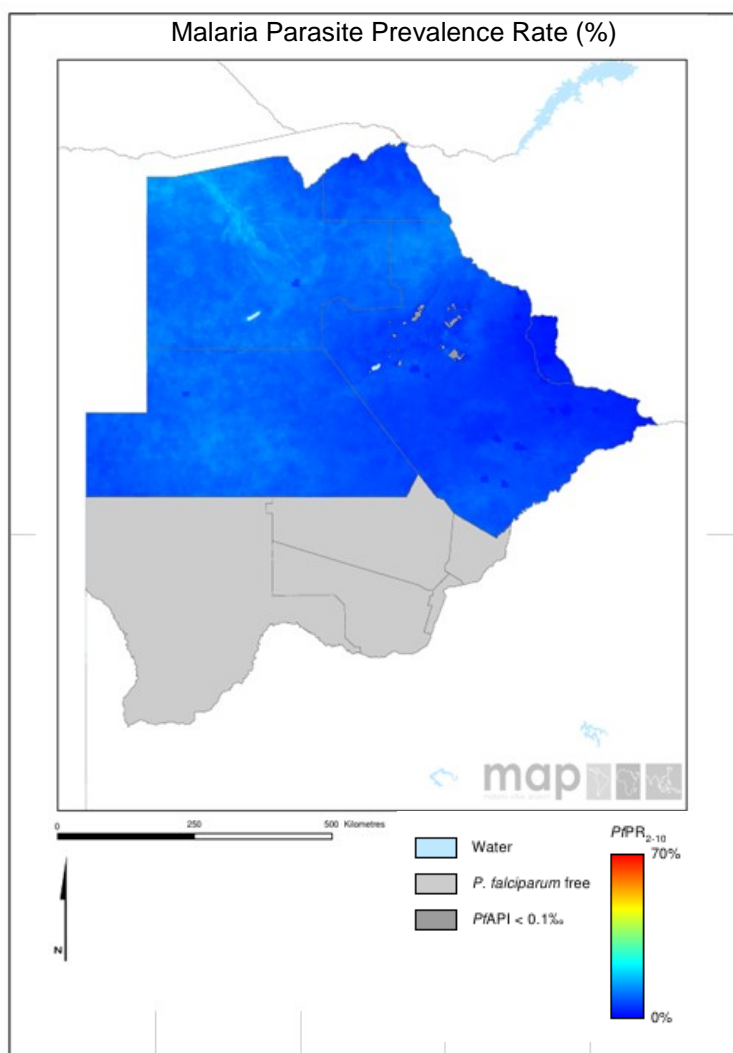 Malaria Parasite Prevalence Rate (%)
map
0 250 500 Kilometres
N
Water
P. falciparum free
PfAPI < 0.1‰
PfPR2-10
70%
0%